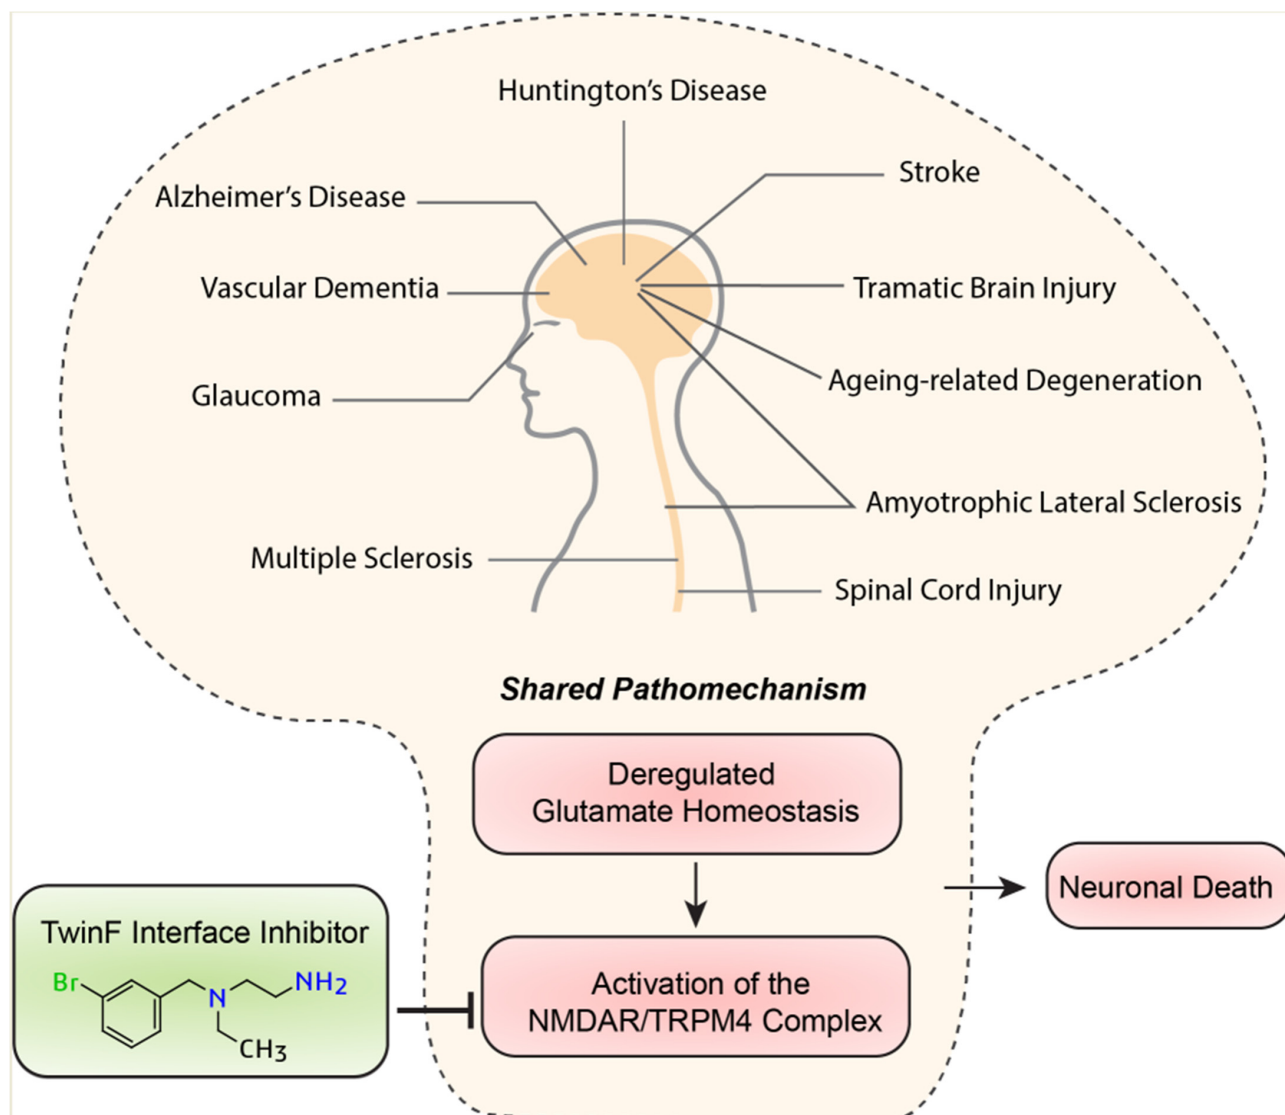 Huntington’s Disease
Stroke
Alzheimer’s Disease
Vascular Dementia
Tramatic Brain Injury
Glaucoma
Ageing-related Degeneration
Amyotrophic Lateral Sclerosis
Multiple Sclerosis
Spinal Cord Injury
Shared Pathomechanism
Deregulated
Glutamate Homeostasis
Neuronal Death
TwinF Interface Inhibitor
Br
N
NH2
CH3
Activation of the
NMDAR/TRPM4 Complex